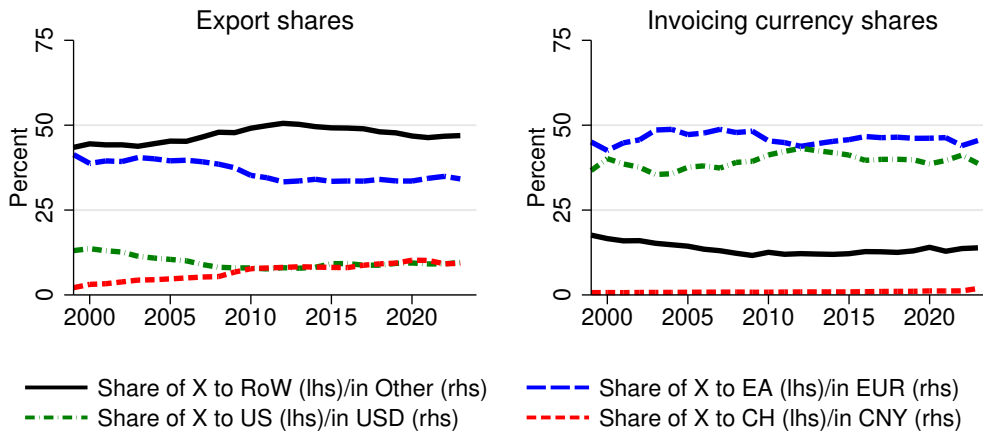 Export shares
Percent
75
50
25
0
2000 2005 2010 2015 2020
Invoicing currency shares
Percent
75
50
25
0
2000 2005 2010 2015 2020
Share of X to RoW (lhs)/in Other (rhs)
Share of X to EA (lhs)/in EUR (rhs)
Share of X to US (lhs)/in USD (rhs)
Share of X to CH (lhs)/in CNY (rhs)